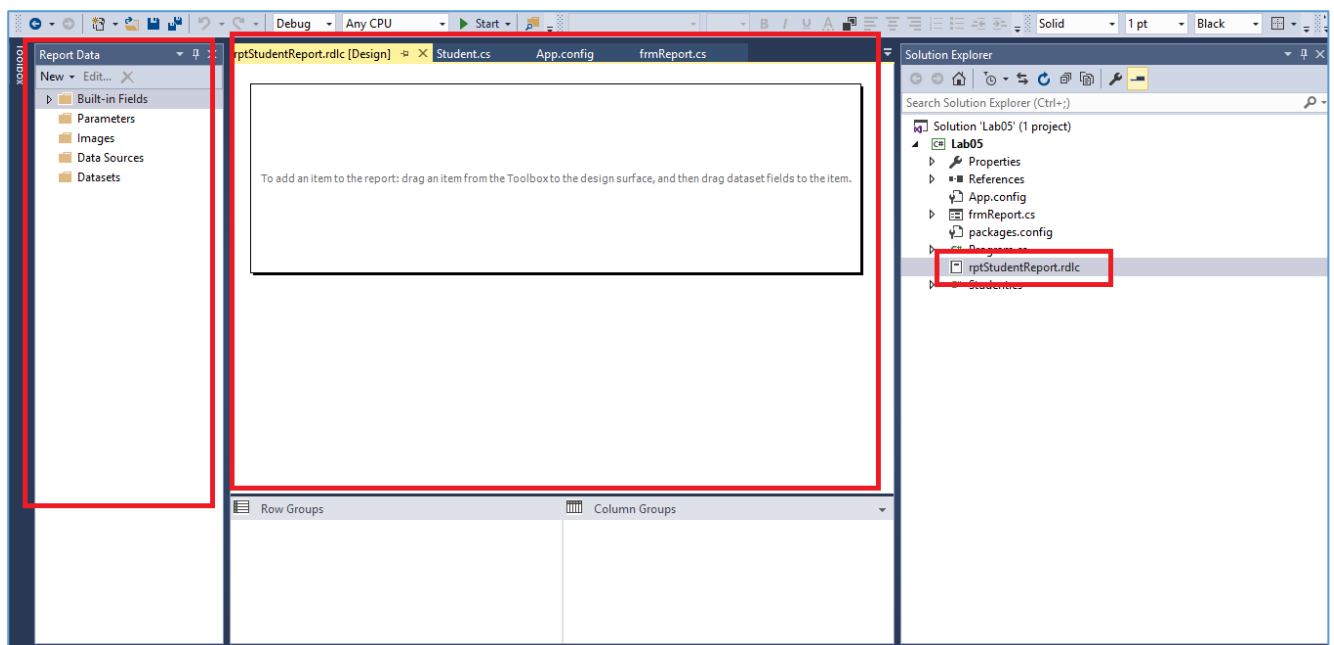 Debug Any CPU Start B I U A Solid 1 pt Black
Toolbox
Report Data
New Edit...
Built-in Fields
Parameters
Images
Data Sources
Datasets
rptStudentReport.rdlc [Design] Student.cs App.config frmReport.cs
To add an item to the report: drag an item from the Toolbox to the design surface, and then drag dataset fields to the item.
Row Groups Column Groups
Solution Explorer
Search Solution Explorer (Ctrl+;)
Solution 'Lab05' (1 project)
C# Lab05
Properties
References
App.config
frmReport.cs
packages.config
C# Program.cs
rptStudentReport.rdlc
C# Student.cs